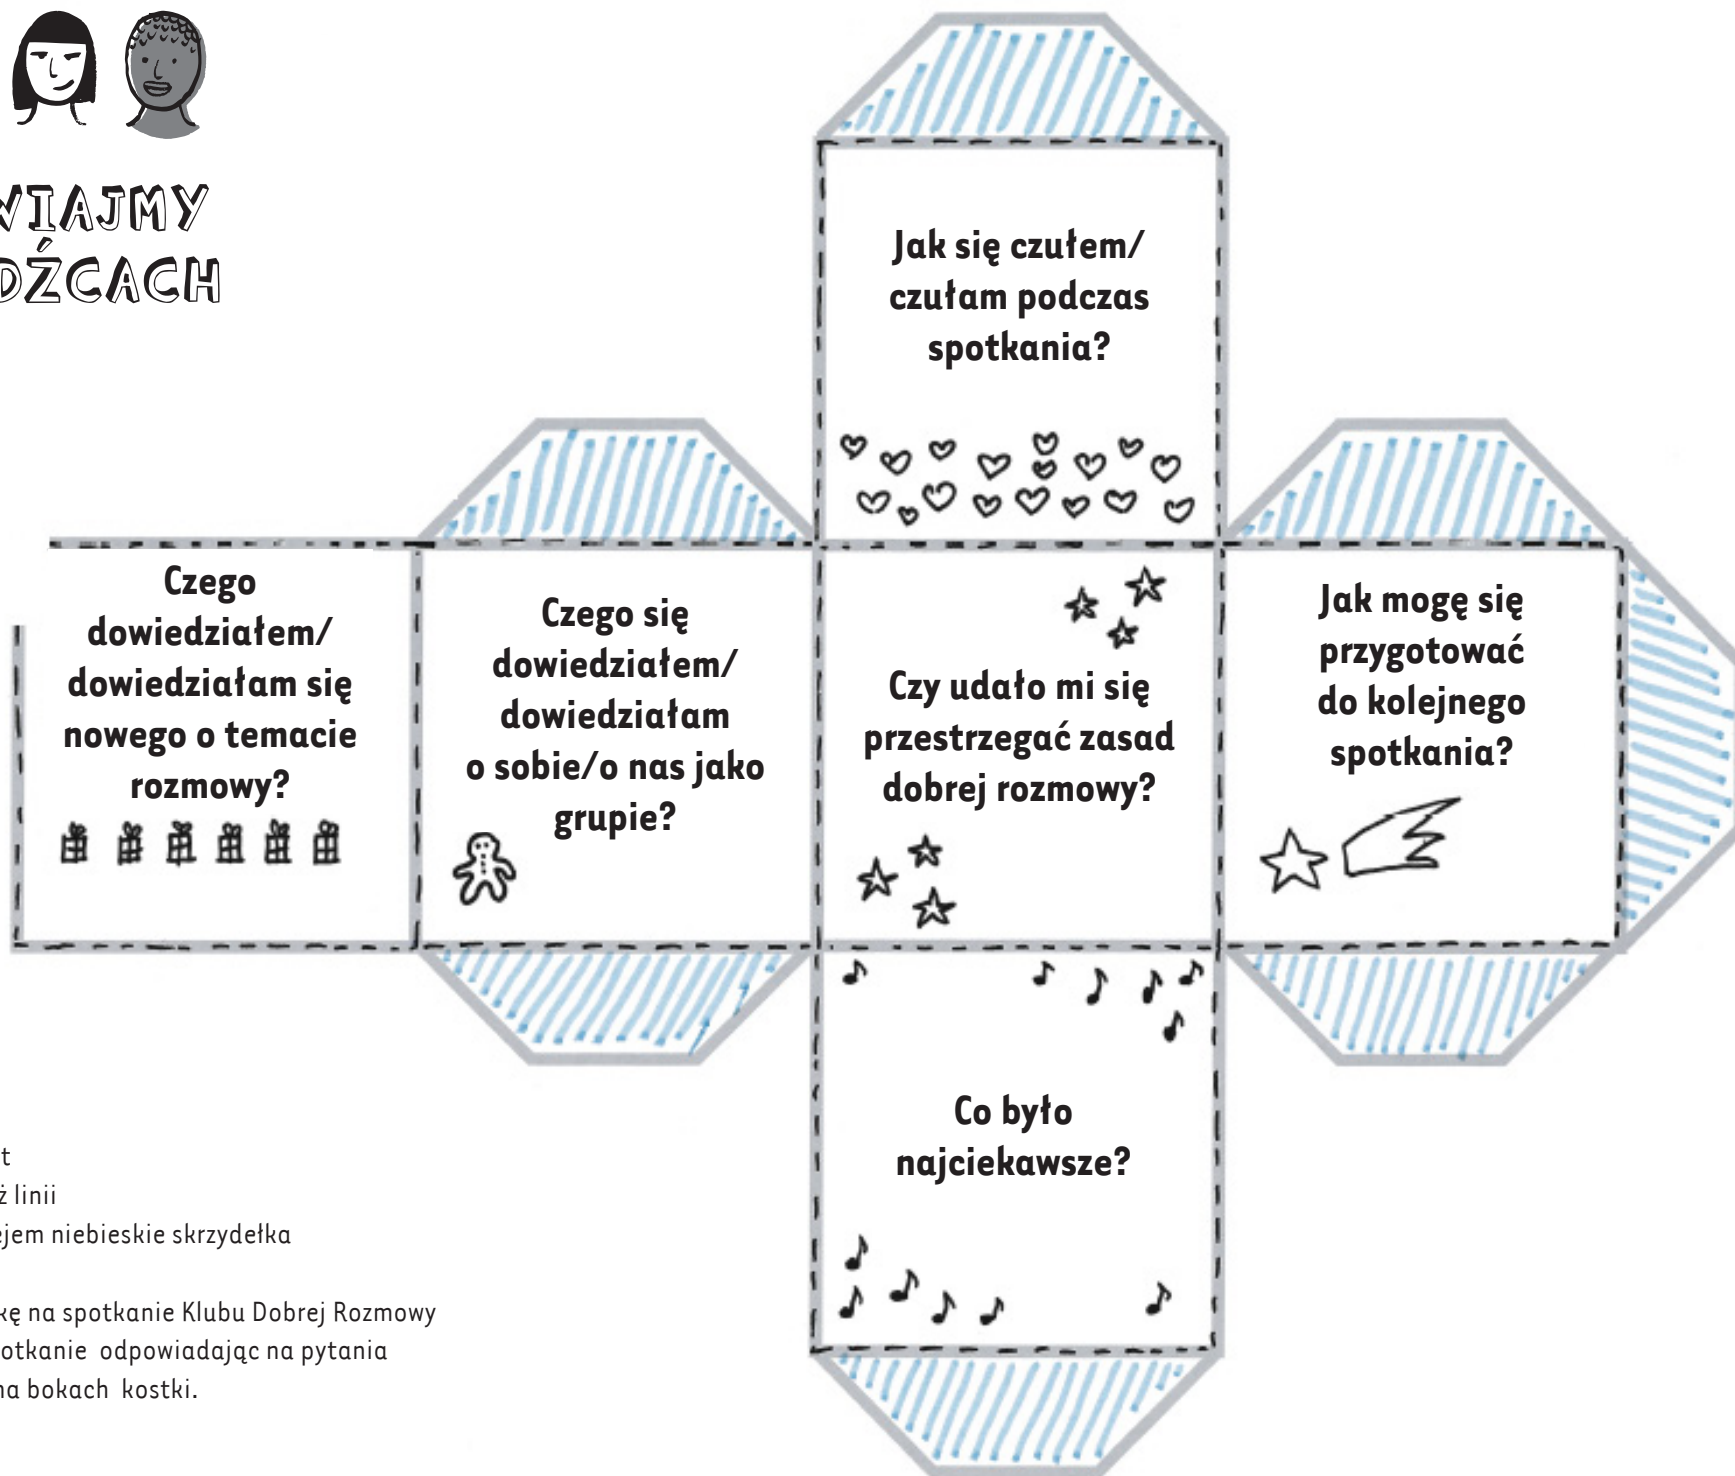 WIAJMY
DŹCACH
Jak się czułem/
czułam podczas
spotkania?
Czego
dowiedziałem/
dowiedziałam się
nowego o temacie
rozmowy?
Czego się
dowiedziałem/
dowiedziałam
o sobie/o nas jako
grupie?
Czy udało mi się
przestrzegać zasad
dobrej rozmowy?
Jak mogę się
przygotować
do kolejnego
spotkania?
Co było
najciekawsze?
t
ż linii
ejem niebieskie skrzydełka
kę na spotkanie Klubu Dobrej Rozmowy
otkanie odpowiadając na pytania
na bokach kostki.